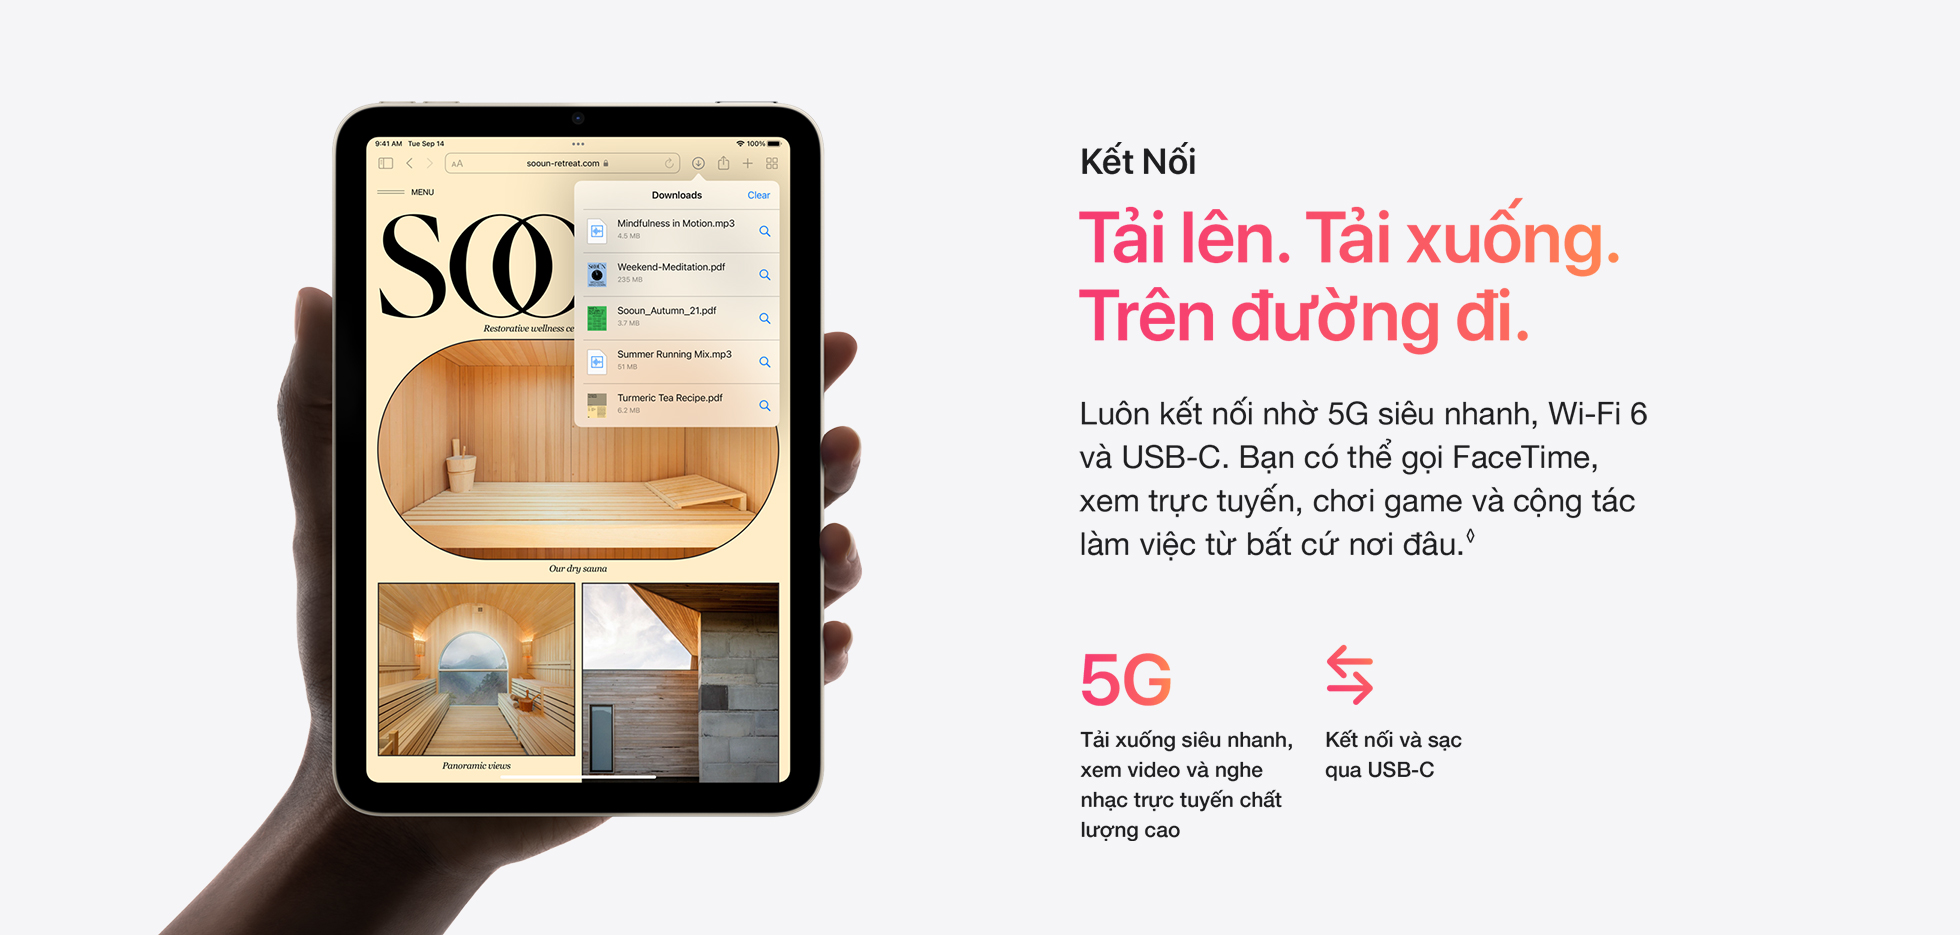 9:41 AM Tue Sep 14
100%
AA
sooun-retreat.com
MENU
Downloads
Clear
Mindfulness in Motion.mp3
4.5 MB
Weekend-Meditation.pdf
235 MB
Sooun_Autumn_21.pdf
3.7 MB
Summer Running Mix.mp3
51 MB
Turmeric Tea Recipe.pdf
6.2 MB
SOO
Restorative wellness ce
Our dry sauna
Panoramic views
Kết Nối
Tải lên. Tải xuống.
Trên đường đi.
Luôn kết nối nhờ 5G siêu nhanh, Wi-Fi 6
và USB-C. Bạn có thể gọi FaceTime,
xem trực tuyến, chơi game và cộng tác
làm việc từ bất cứ nơi đâu.◊
5G
Tải xuống siêu nhanh,
xem video và nghe
nhạc trực tuyến chất
lượng cao
Kết nối và sạc
qua USB-C